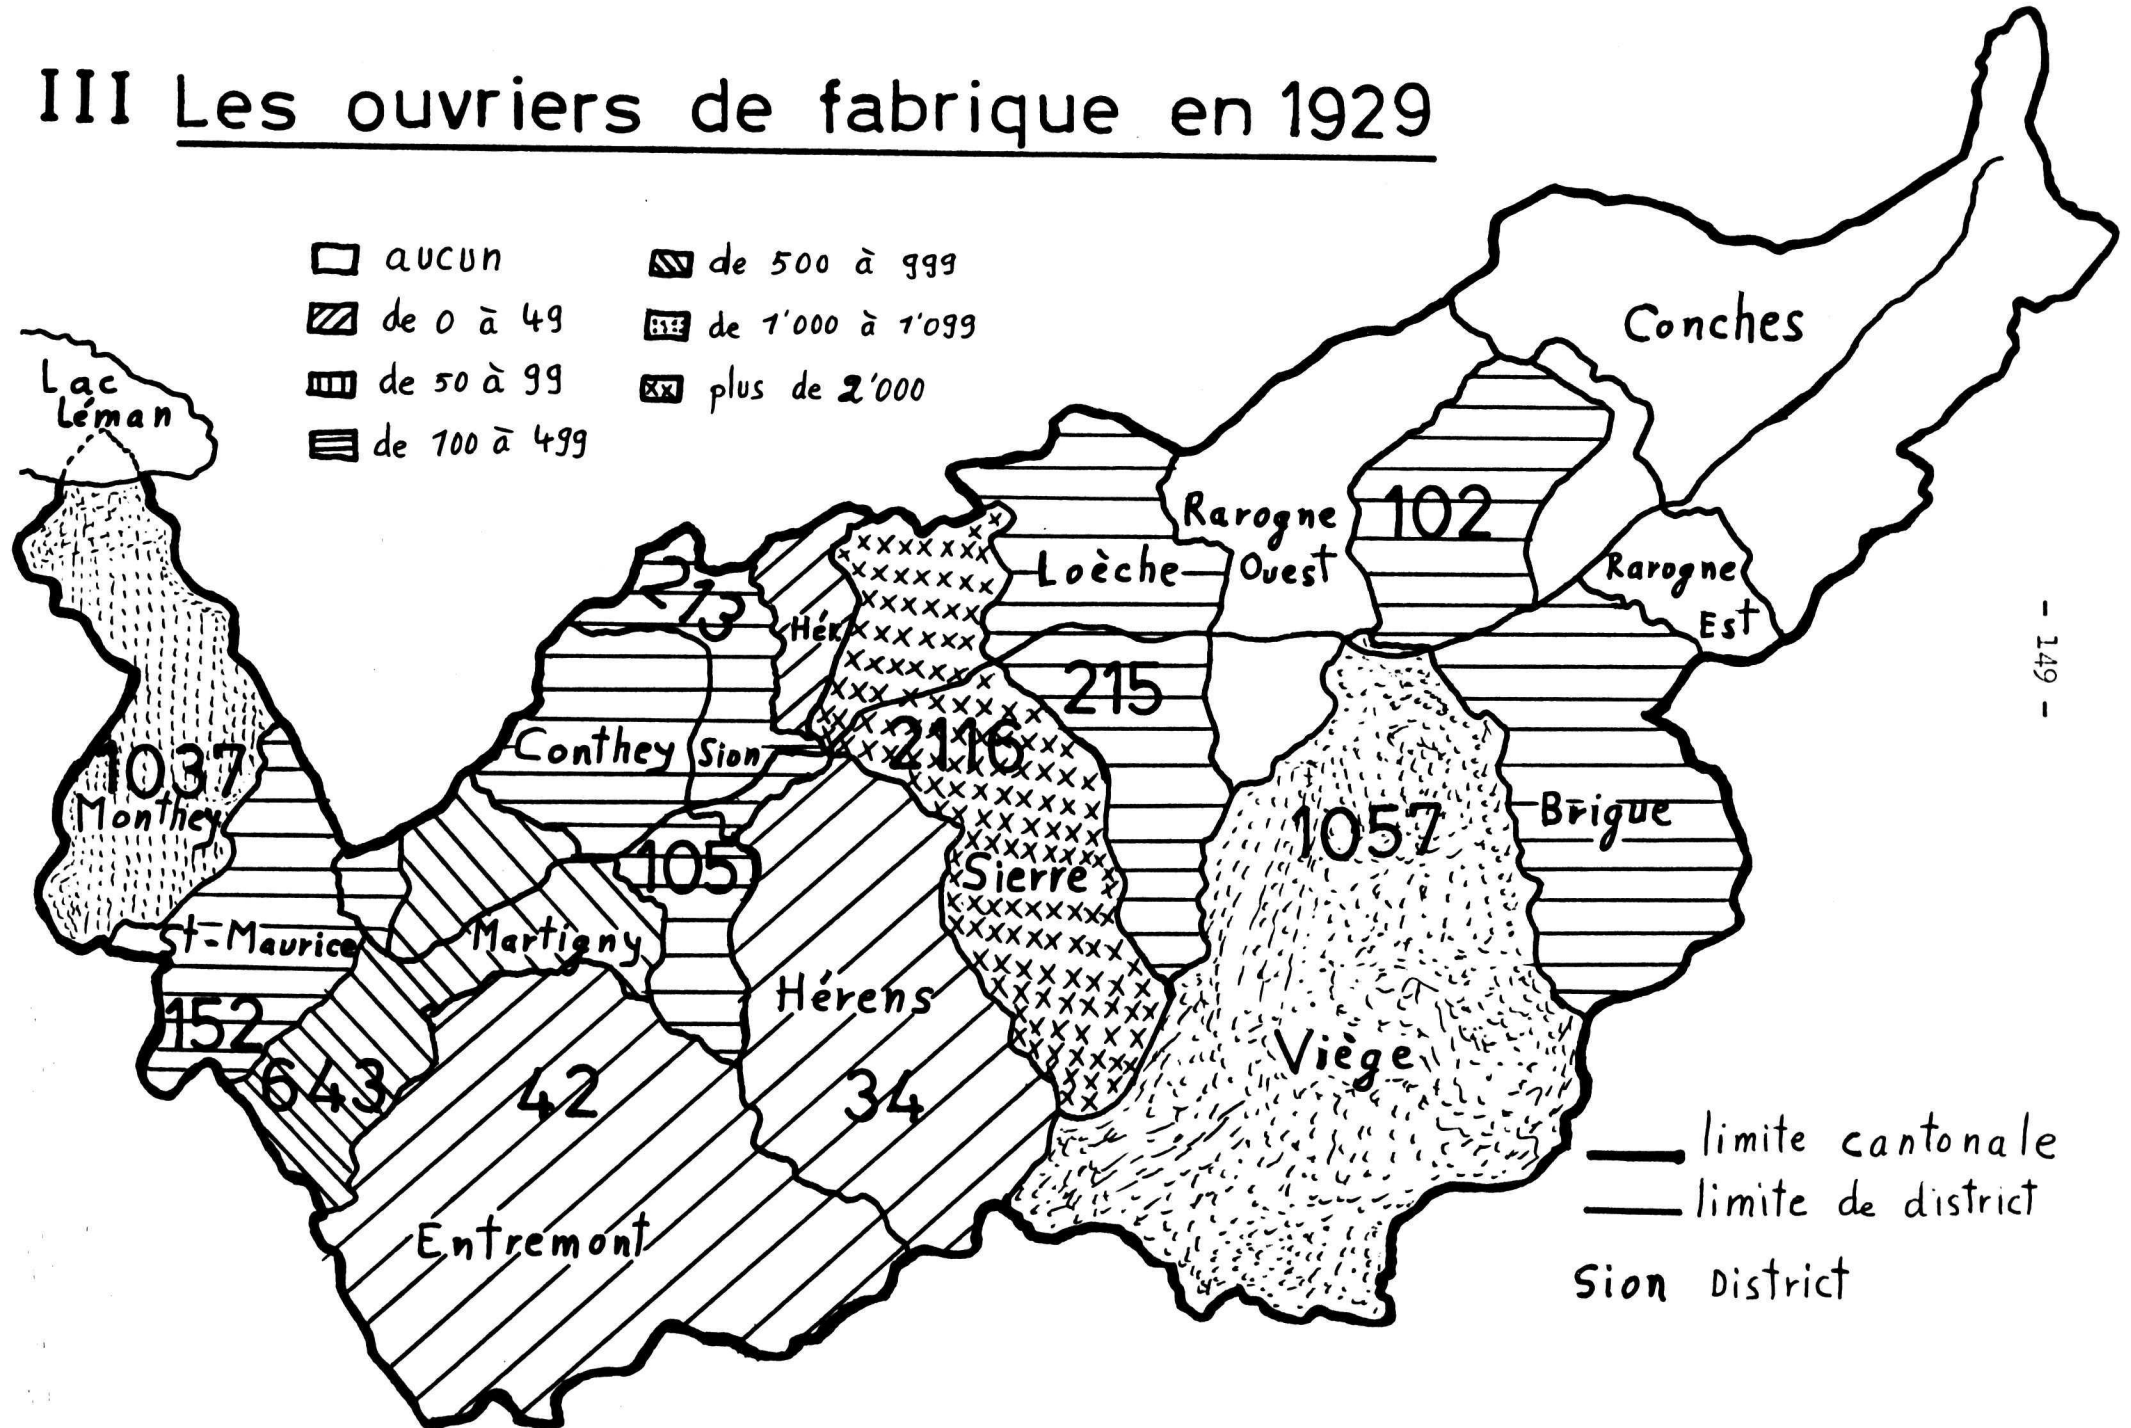 III Les ouvriers de fabrique en 1929
aucun
de 0 à 49
de 50 à 99
de 100 à 499
de 500 à 999
de 1'000 à 1'099
plus de 2'000
Lac
Léman
Conches
Rarogne
Ouest
102
Rarogne
Est
Loèche
215
213
Hér.
Conthey
Sion
2116
Sierre
1037
Monthey
105
St-Maurice
152
Martigny
643
Hérens
34
42
Entremont
1057
Viège
Brigue
limite cantonale
limite de district
Sion District
- 149 -